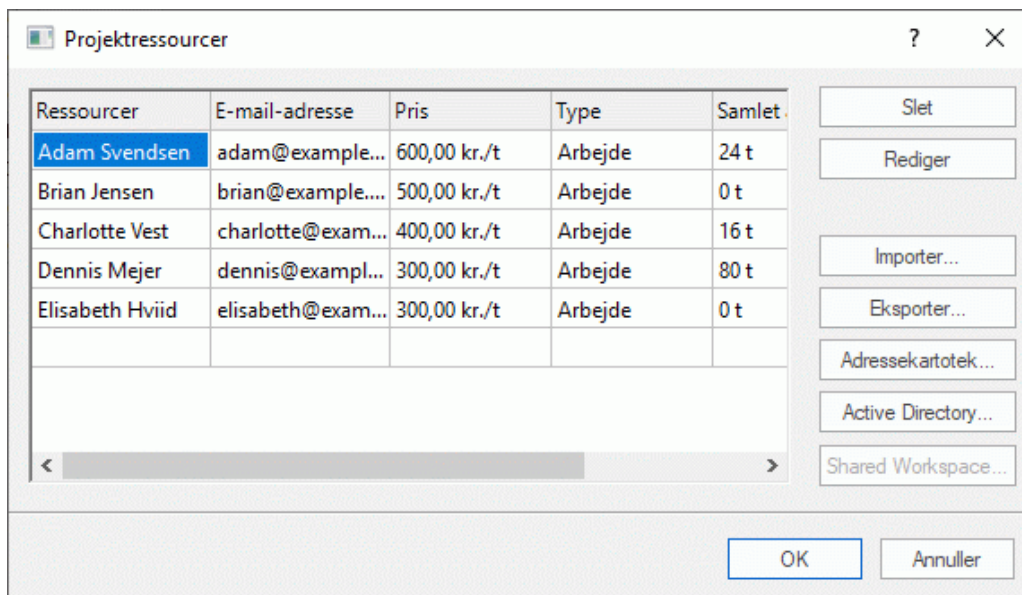 Projektressourcer
Ressourcer E-mail-adresse Pris Type Samlet
Adam Svendsen adam@example... 600,00 kr./t Arbejde 24 t
Brian Jensen brian@example.... 500,00 kr./t Arbejde 0 t
Charlotte Vest charlotte@exam... 400,00 kr./t Arbejde 16 t
Dennis Mejer dennis@exampl... 300,00 kr./t Arbejde 80 t
Elisabeth Hviid elisabeth@exam... 300,00 kr./t Arbejde 0 t
Slet
Rediger
Importer...
Eksporter...
Adressekartotek...
Active Directory...
Shared Workspace...
OK Annuller